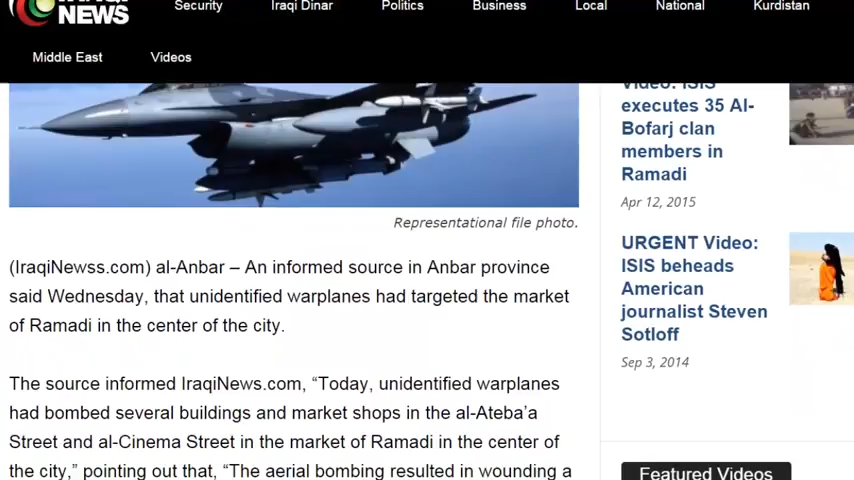 IRAQI
NEWS
Security
Iraqi Dinar
Politics
Business
Local
National
Kurdistan
Middle East
Videos
Representational file photo.
(IraqiNewss.com) al-Anbar – An informed source in Anbar province
said Wednesday, that unidentified warplanes had targeted the market
of Ramadi in the center of the city.
The source informed IraqiNews.com, “Today, unidentified warplanes
had bombed several buildings and market shops in the al-Ateba’a
Street and al-Cinema Street in the market of Ramadi in the center of
the city,” pointing out that, “The aerial bombing resulted in wounding a
Video: ISIS
executes 35 Al-
Bofarj clan
members in
Ramadi
Apr 12, 2015
URGENT Video:
ISIS beheads
American
journalist Steven
Sotloff
Sep 3, 2014
Featured Videos